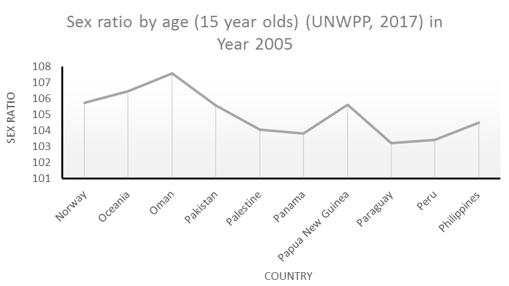 Sex ratio by age (15 year olds) (UNWPP, 2017) in
Year 2005
108
107
106
105
104
103
102
101
SEX RATIO
Norway
Oceania
Oman
Pakistan
Palestine
Panama
Papua New Guinea
Paraguay
Peru
Philippines
COUNTRY